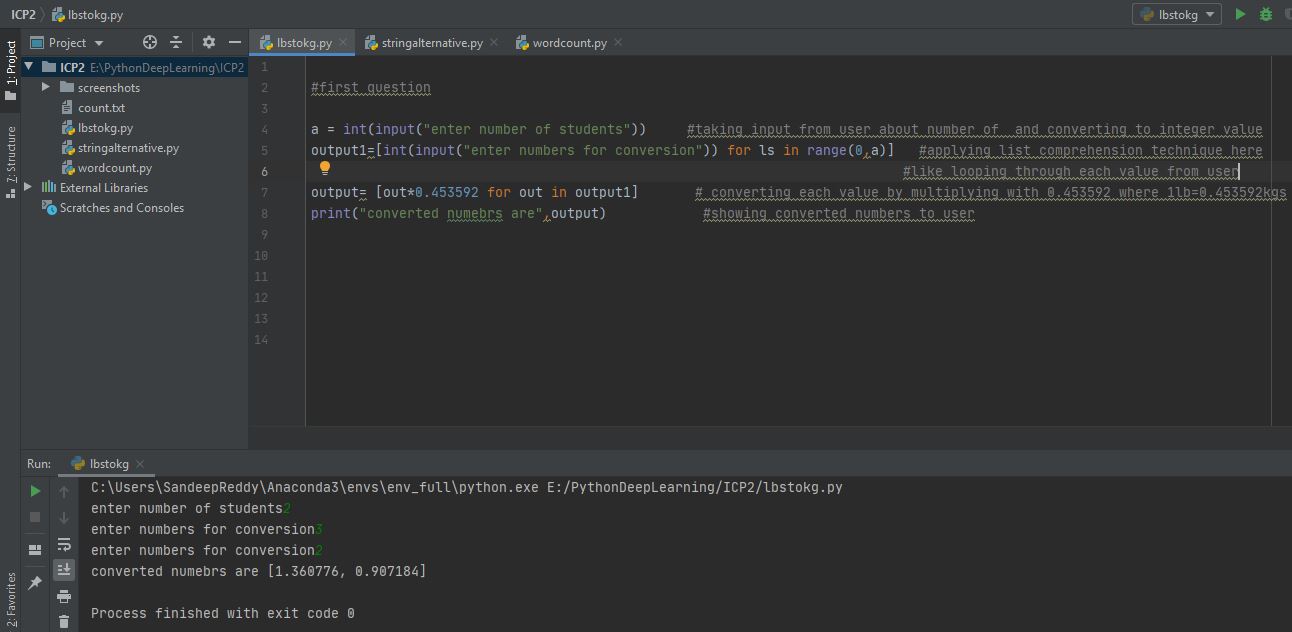 ICP2 lbstokg.py lbstokg
Project lbstokg.py stringalternative.py wordcount.py
1: Project
7: Structure
2: Favorites
ICP2 E:\PythonDeepLearning\ICP2
screenshots
count.txt
lbstokg.py
stringalternative.py
wordcount.py
External Libraries
Scratches and Consoles
1
2 #first question
3
4 a = int(input("enter number of students")) #taking input from user about number of  and converting to integer value
5 output1=[int(input("enter numbers for conversion")) for ls in range(0,a)] #applying list comprehension technique here
6 #like looping through each value from user
7 output= [out*0.453592 for out in output1] # converting each value by multiplying with 0.453592 where 1lb=0.453592kgs
8 print("converted numebrs are",output) #showing converted numbers to user
9
10
11
12
13
14
Run: lbstokg
C:\Users\SandeepReddy\Anaconda3\envs\env_full\python.exe E:/PythonDeepLearning/ICP2/lbstokg.py
enter number of students2
enter numbers for conversion3
enter numbers for conversion2
converted numebrs are [1.360776, 0.907184]
Process finished with exit code 0